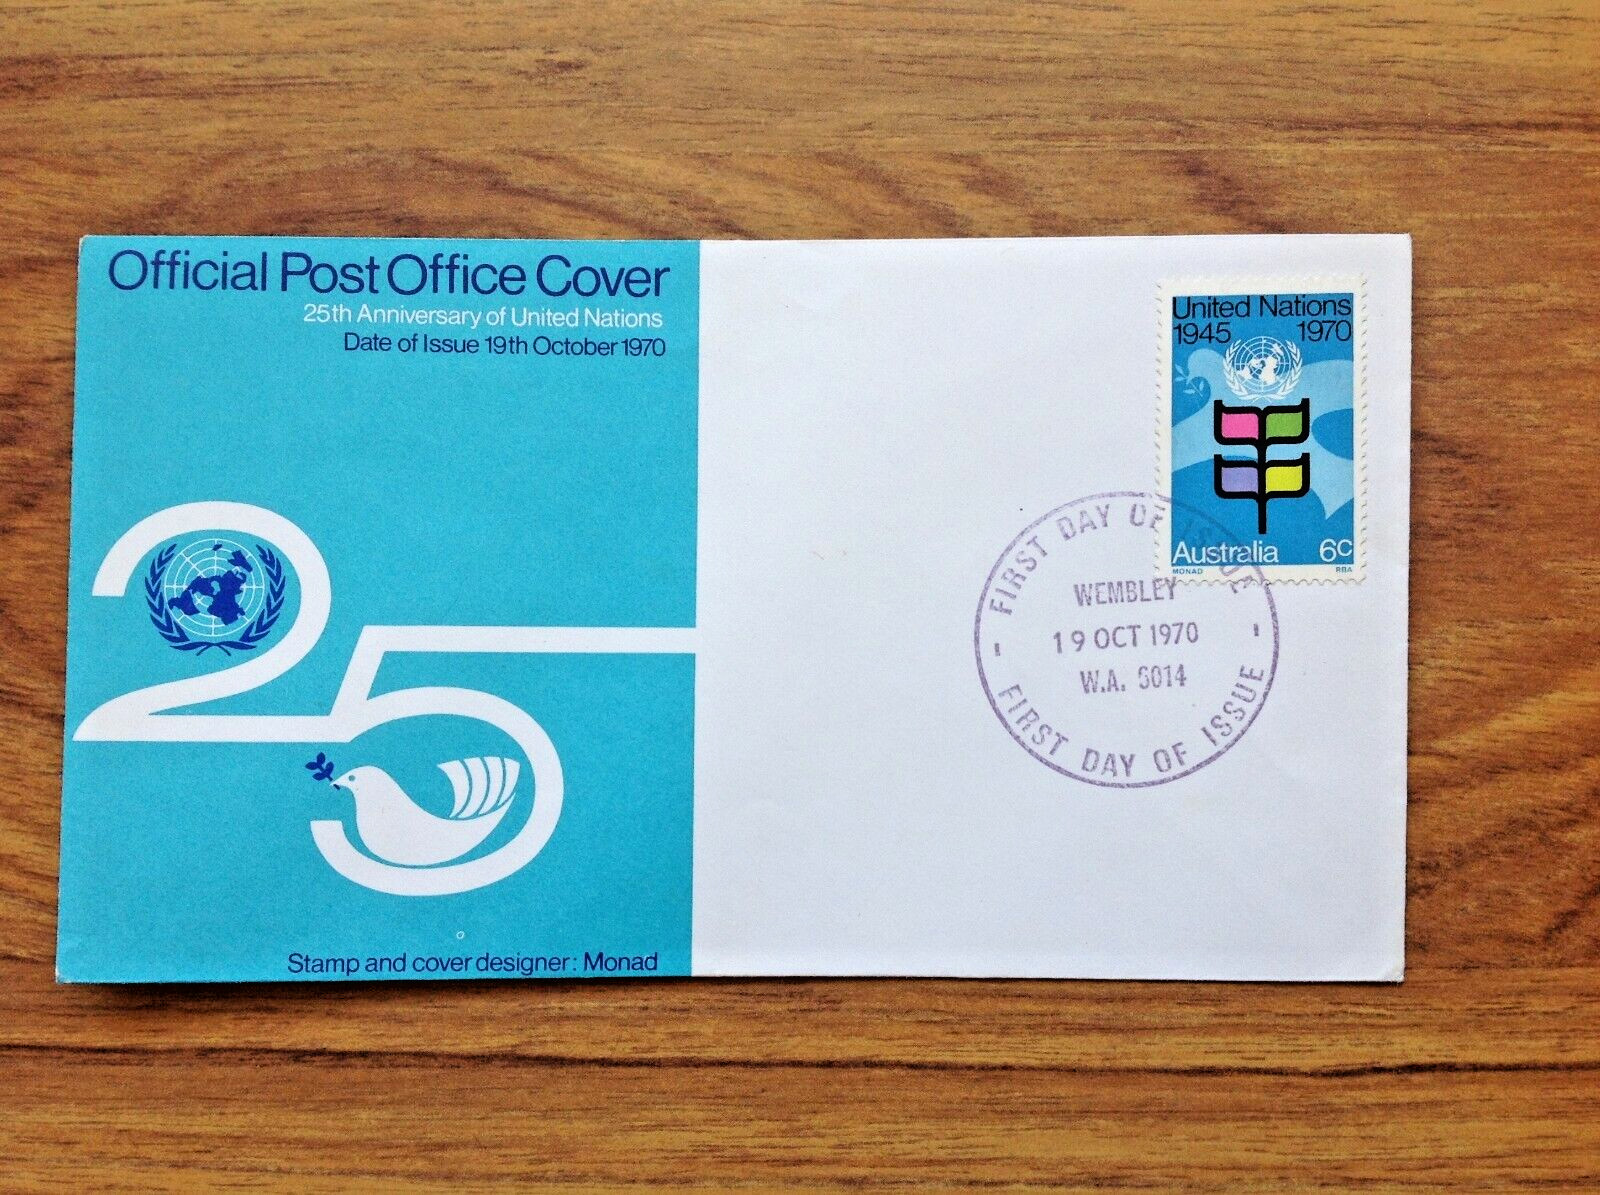 Official Post Office Cover
25th Anniversary of United Nations
Date of Issue 19th October 1970
25
Stamp and cover designer: Monad
United Nations
1945 1970
Australia 6c
MONAD RBA
FIRST DAY OF ISSUE
WEMBLEY
19 OCT 1970
W.A. 6014
FIRST DAY OF ISSUE